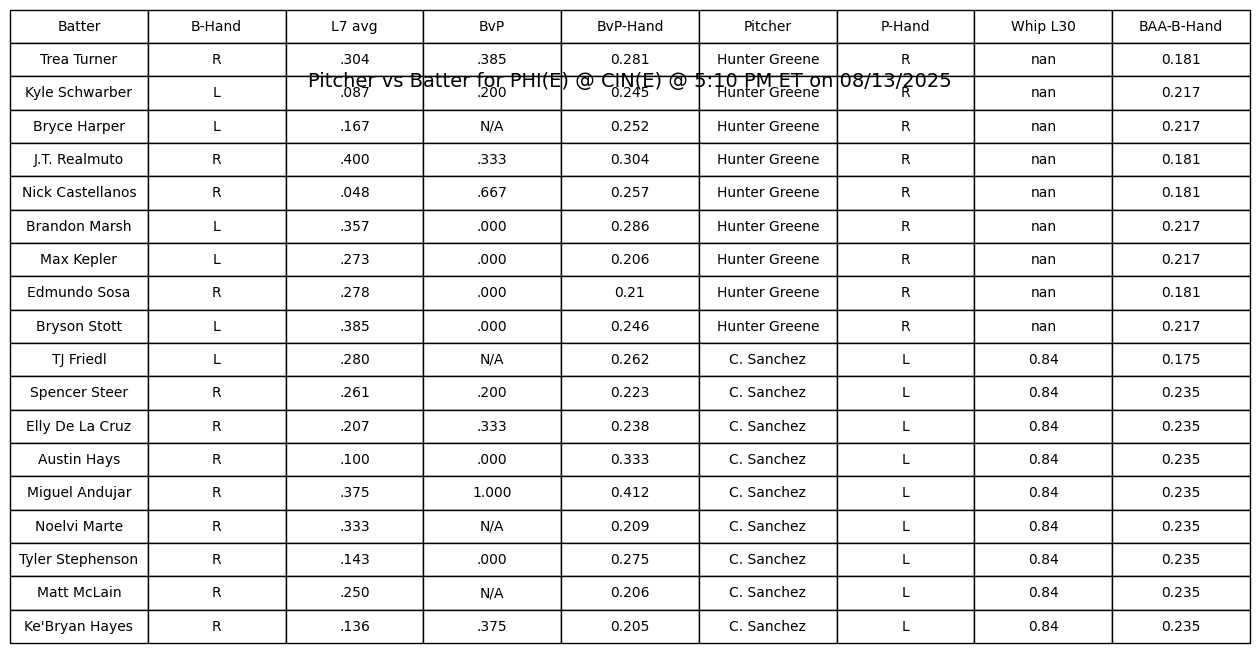 Batter B-Hand L7 avg BvP BvP-Hand Pitcher P-Hand Whip L30 BAA-B-Hand
Trea Turner R .304 .385 0.281 Hunter Greene R nan 0.181
Pitcher vs Batter for PHI(E) @ CIN(E) @ 5:10 PM ET on 08/13/2025
Kyle Schwarber L .087 .200 0.245 Hunter Greene R nan 0.217
Bryce Harper L .167 N/A 0.252 Hunter Greene R nan 0.217
J.T. Realmuto R .400 .333 0.304 Hunter Greene R nan 0.181
Nick Castellanos R .048 .667 0.257 Hunter Greene R nan 0.181
Brandon Marsh L .357 .000 0.286 Hunter Greene R nan 0.217
Max Kepler L .273 .000 0.206 Hunter Greene R nan 0.217
Edmundo Sosa R .278 .000 0.21 Hunter Greene R nan 0.181
Bryson Stott L .385 .000 0.246 Hunter Greene R nan 0.217
TJ Friedl L .280 N/A 0.262 C. Sanchez L 0.84 0.175
Spencer Steer R .261 .200 0.223 C. Sanchez L 0.84 0.235
Elly De La Cruz R .207 .333 0.238 C. Sanchez L 0.84 0.235
Austin Hays R .100 .000 0.333 C. Sanchez L 0.84 0.235
Miguel Andujar R .375 1.000 0.412 C. Sanchez L 0.84 0.235
Noelvi Marte R .333 N/A 0.209 C. Sanchez L 0.84 0.235
Tyler Stephenson R .143 .000 0.275 C. Sanchez L 0.84 0.235
Matt McLain R .250 N/A 0.206 C. Sanchez L 0.84 0.235
Ke'Bryan Hayes R .136 .375 0.205 C. Sanchez L 0.84 0.235